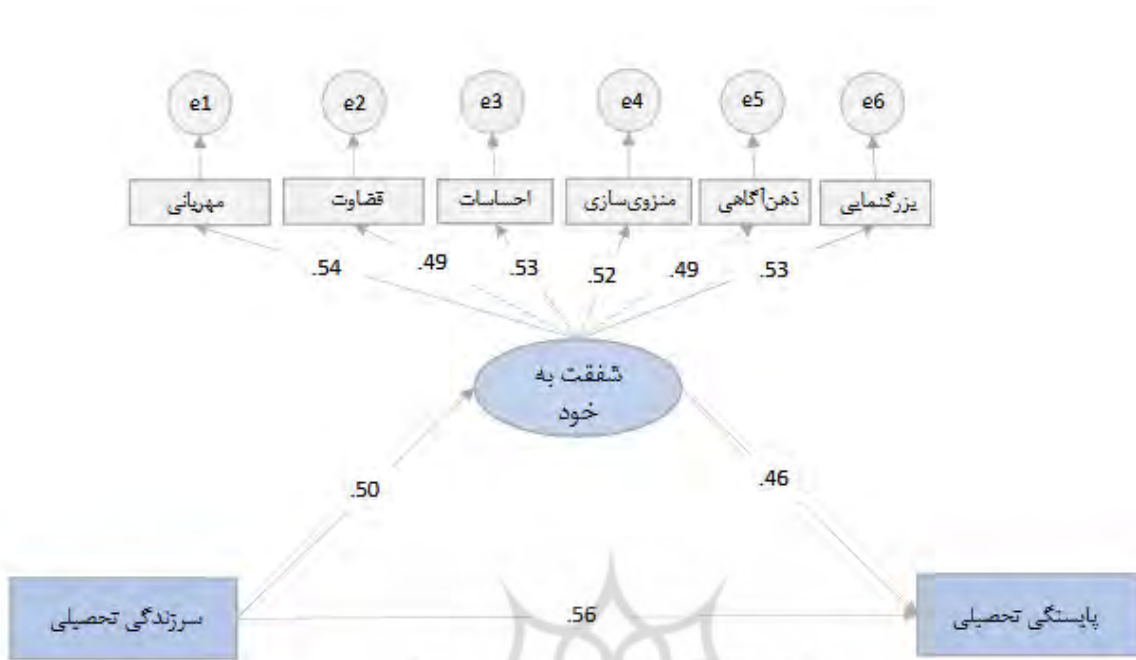 e1 e2 e3 e4 e5 e6
مهربانی قضاوت احساسات منزوی‌سازی ذهن‌آگاهی بزرگنمایی
.54 .49 .53 .52 .49 .53
شفقت به
خود
.50 .46
سرزندگی تحصیلی .56 پایستگی تحصیلی